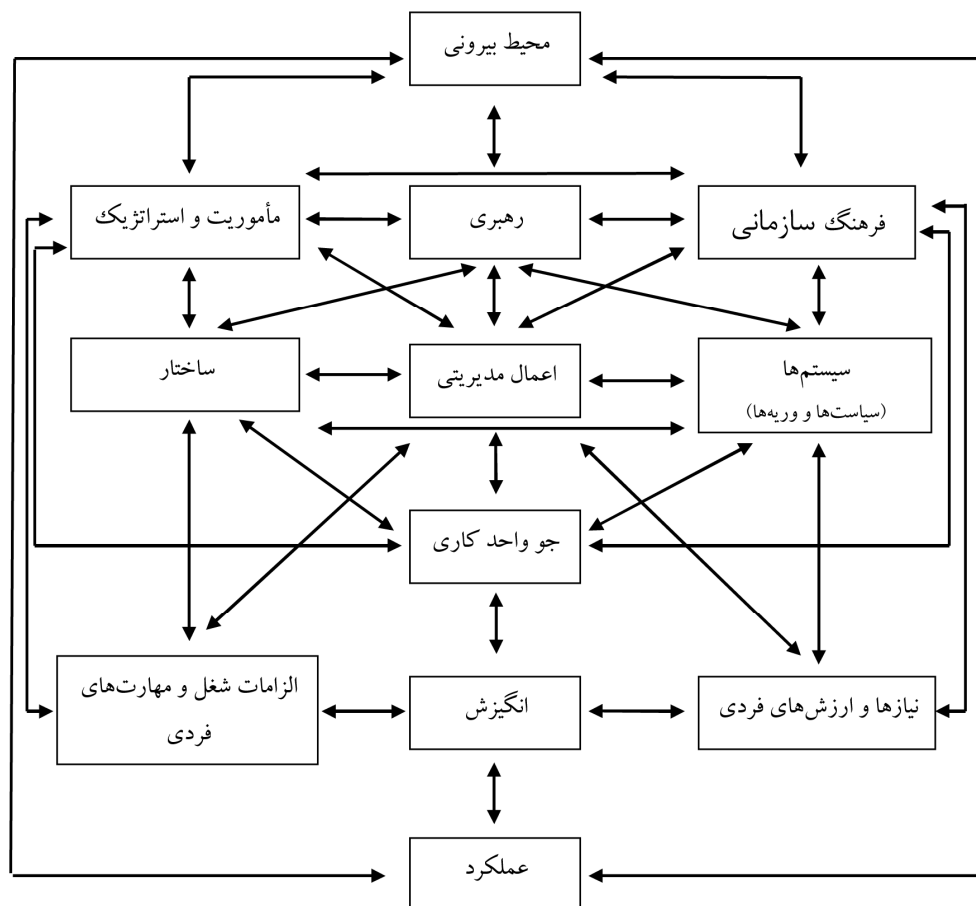 محیط بیرونی
فرهنگ سازمانی
رهبری
مأموریت و استراتژیک
سیستم‌ها
(سیاست‌ها و وریه‌ها)
اعمال مدیریتی
ساختار
جو واحد کاری
نیازها و ارزش‌های فردی
انگیزش
الزامات شغل و مهارت‌های
فردی
عملکرد